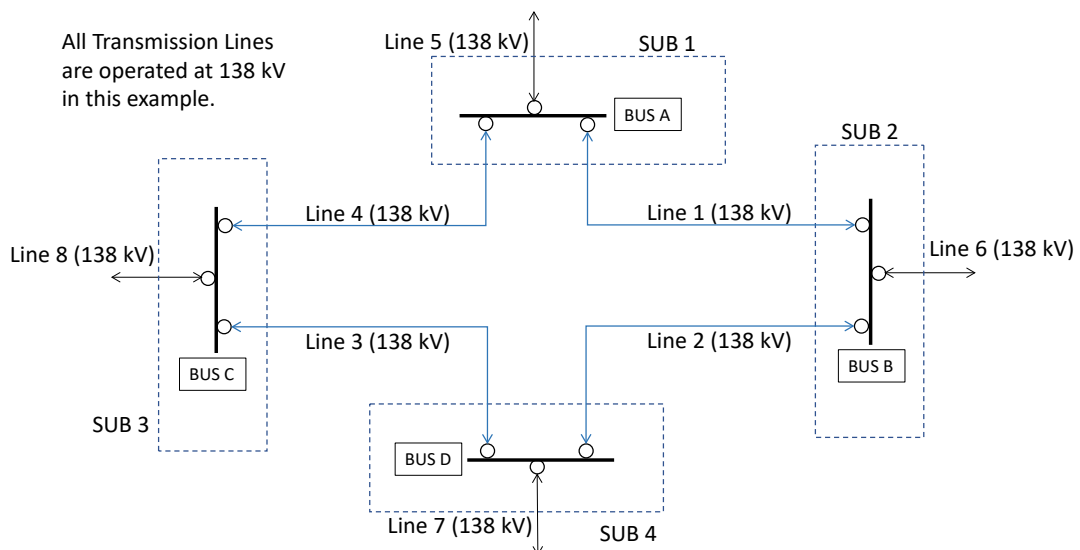 All Transmission Lines
are operated at 138 kV
in this example.
Line 5 (138 kV)
SUB 1
BUS A
SUB 2
Line 4 (138 kV)
Line 1 (138 kV)
Line 8 (138 kV)
Line 6 (138 kV)
Line 3 (138 kV)
Line 2 (138 kV)
BUS C
BUS B
SUB 3
BUS D
Line 7 (138 kV)
SUB 4